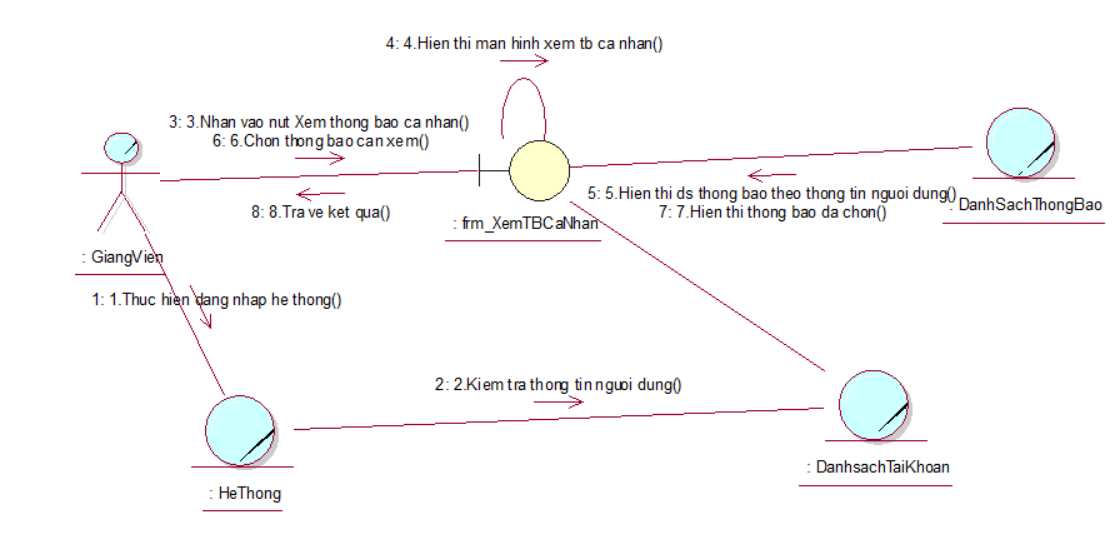 4: 4.Hien thi man hinh xem tb ca nhan()
3: 3.Nhan vao nut Xem thong bao ca nhan()
6: 6.Chon thong bao can xem()
8: 8.Tra ve ket qua()
5: 5.Hien thi ds thong bao theo thong tin nguoi dung()
7: 7.Hien thi thong bao da chon()
: DanhSachThongBao
: frm_XemTBCaNhan
: GiangVien
1: 1.Thuc hien dang nhap he thong()
2: 2.Kiem tra thong tin nguoi dung()
: DanhsachTaiKhoan
: HeThong